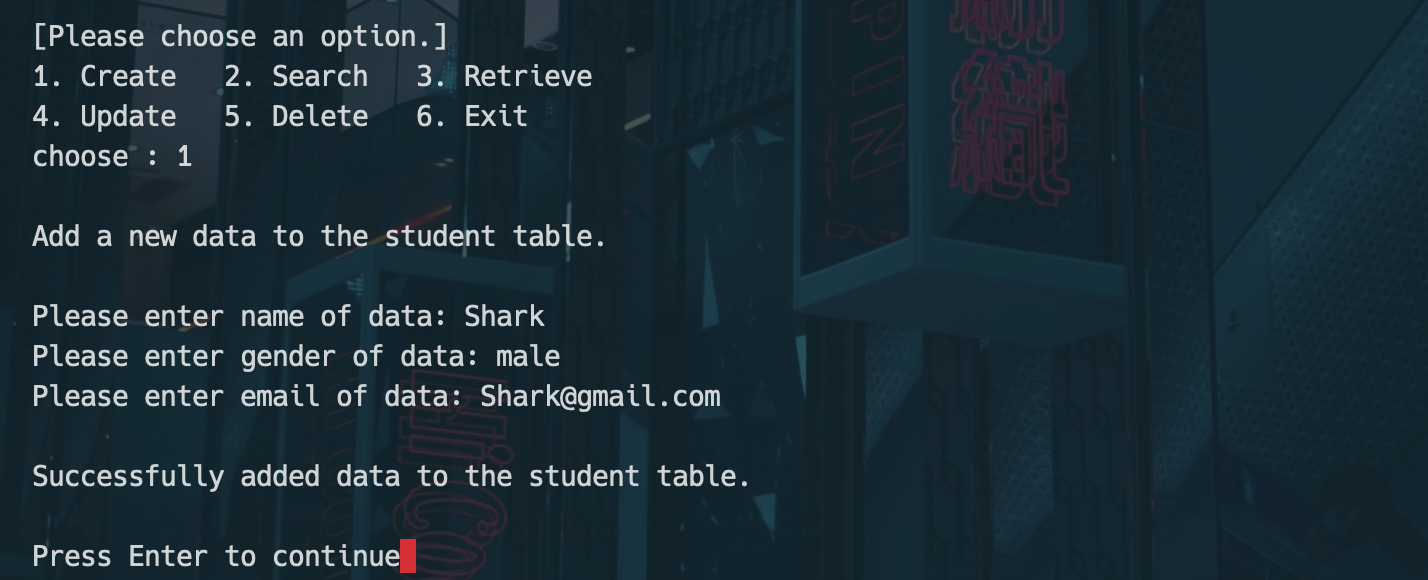 [Please choose an option.]
1. Create   2. Search   3. Retrieve
4. Update   5. Delete   6. Exit
choose : 1
Add a new data to the student table.
Please enter name of data: Shark
Please enter gender of data: male
Please enter email of data: Shark@gmail.com
Successfully added data to the student table.
Press Enter to continue